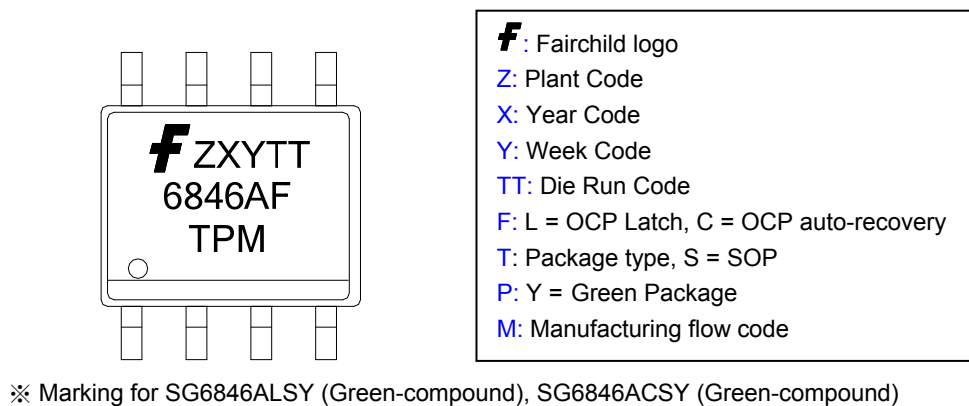 ZXYTT
6846AF
TPM
: Fairchild logo
Z: Plant Code
X: Year Code
Y: Week Code
TT: Die Run Code
F: L = OCP Latch, C = OCP auto-recovery
T: Package type, S = SOP
P: Y = Green Package
M: Manufacturing flow code
※ Marking for SG6846ALSY (Green-compound), SG6846ACSY (Green-compound)